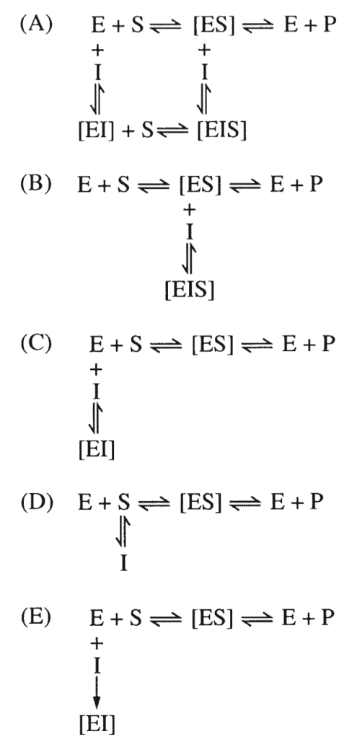 (A) E + S ⇌ [ES] ⇌ E + P
+ +
I I
⥮ ⥮
[EI] + S ⇌ [EIS]
(B) E + S ⇌ [ES] ⇌ E + P
+
I
⥮
[EIS]
(C) E + S ⇌ [ES] ⇌ E + P
+
I
⥮
[EI]
(D) E + S ⇌ [ES] ⇌ E + P
⥮
I
(E) E + S ⇌ [ES] ⇌ E + P
+
I
↓
[EI]